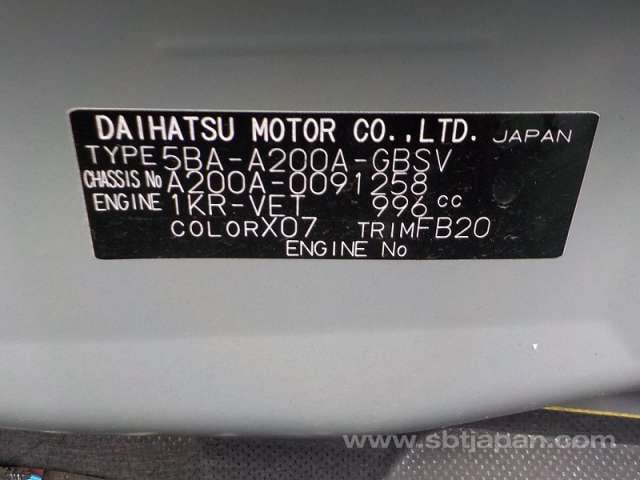 DAIHATSU MOTOR CO.,LTD. JAPAN
TYPE 5BA-A200A-GBSV
CHASSIS No A200A-0091258
ENGINE 1KR-VET 996 cc
COLOR X07 TRIM FB20
ENGINE No
www.sbtjapan.com